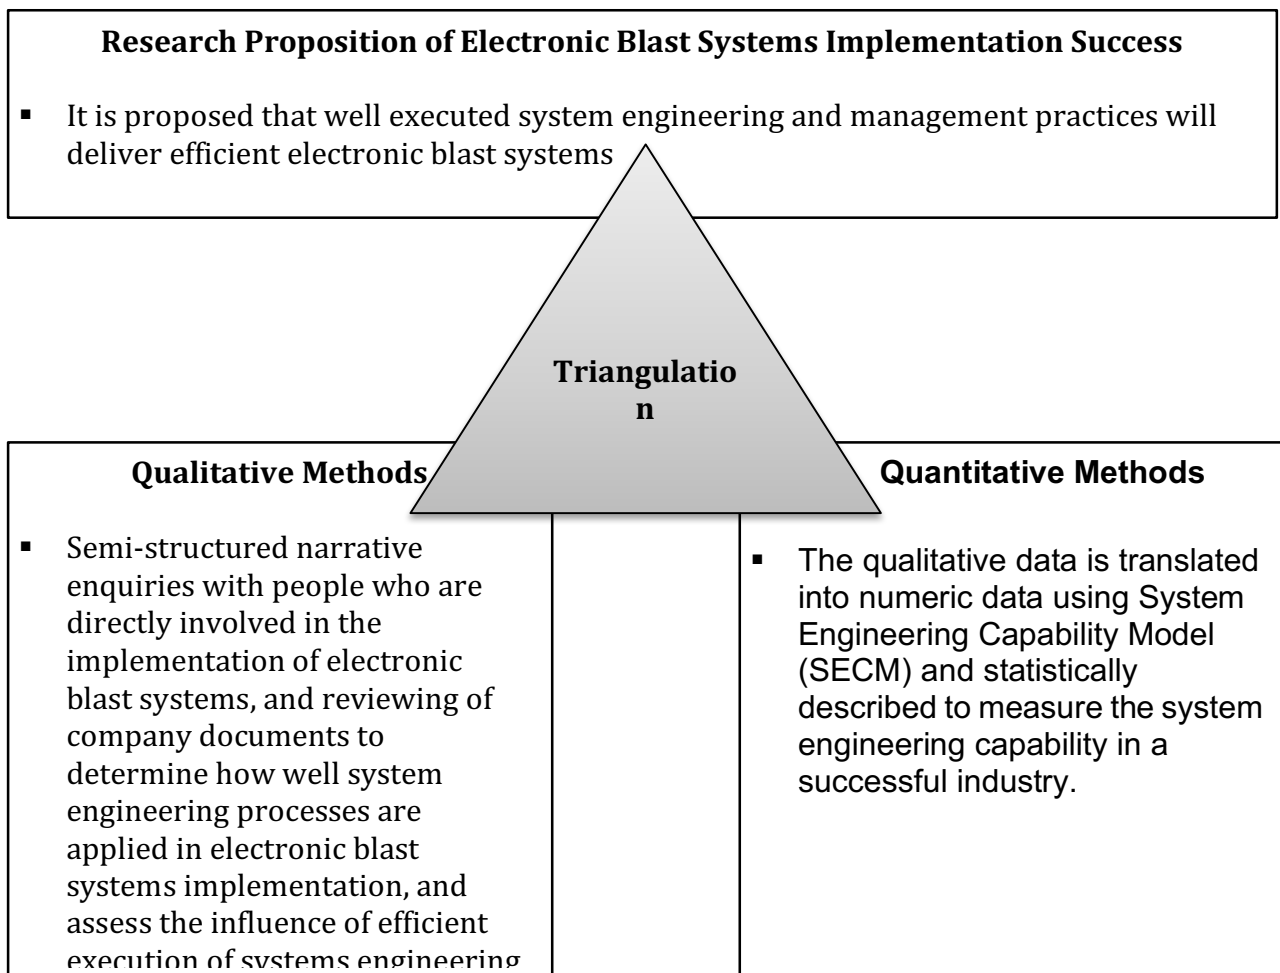 Research Proposition of Electronic Blast Systems Implementation Success
▪ It is proposed that well executed system engineering and management practices will
deliver efficient electronic blast systems
Triangulatio
n
Qualitative Methods
▪ Semi-structured narrative
enquiries with people who are
directly involved in the
implementation of electronic
blast systems, and reviewing of
company documents to
determine how well system
engineering processes are
applied in electronic blast
systems implementation, and
assess the influence of efficient
execution of systems engineering
Quantitative Methods
▪ The qualitative data is translated
into numeric data using System
Engineering Capability Model
(SECM) and statistically
described to measure the system
engineering capability in a
successful industry.